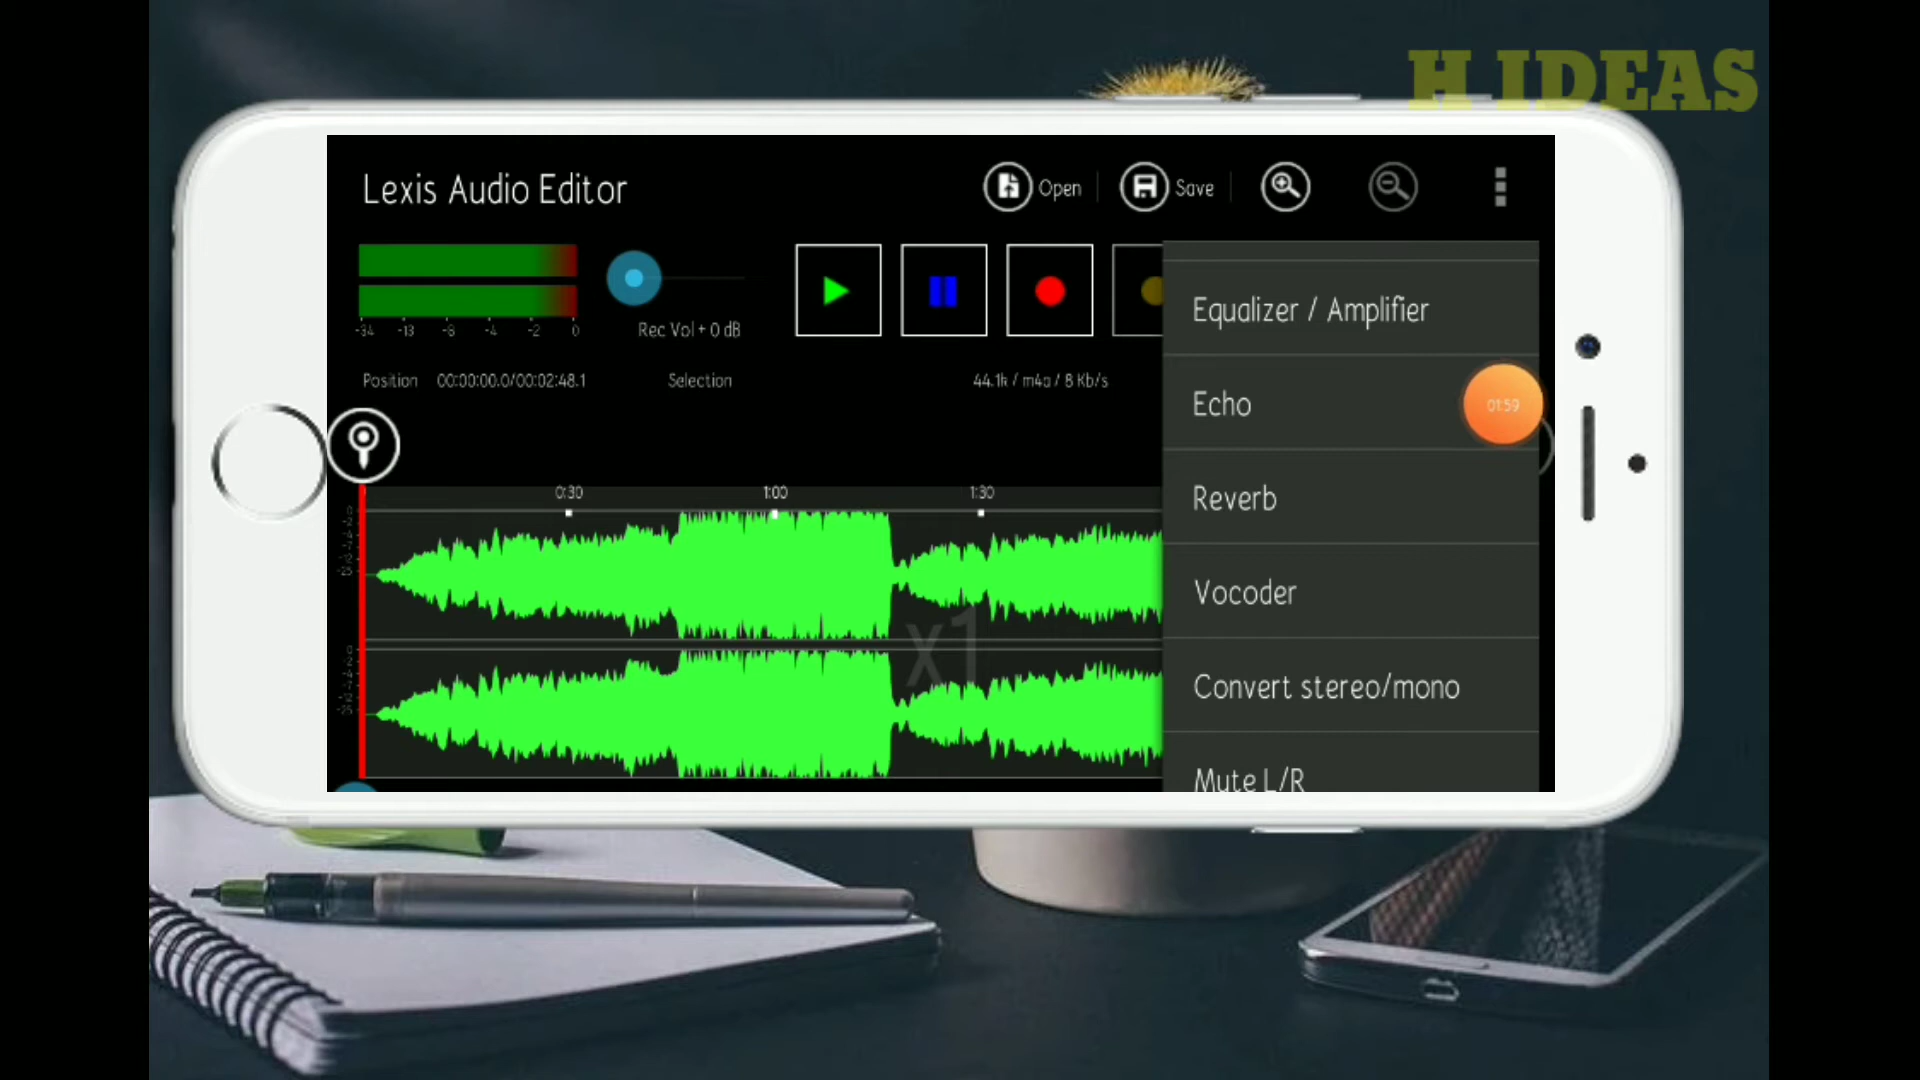 H IDEAS
Lexis Audio Editor
Open
Save
-34 -13 -6 -4 -2 0
Rec Vol + 0 dB
Position 00:00:00.0/00:02:48.1
Selection
44.1k / m4a / 8 Kb/s
Equalizer / Amplifier
Echo
01:59
Reverb
Vocoder
Convert stereo/mono
Mute L/R
0:30 1:00 1:30
x1